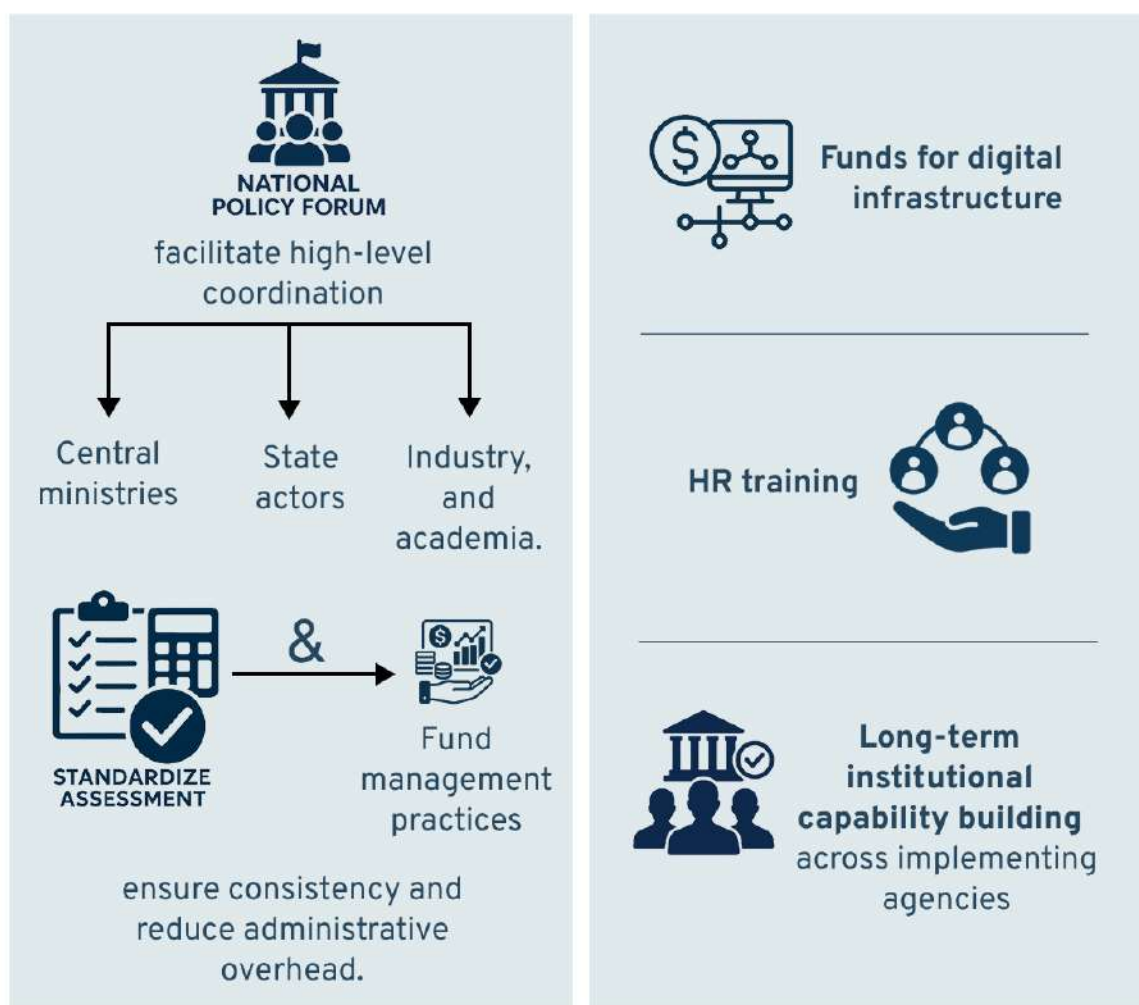 NATIONAL
POLICY FORUM
facilitate high-level
coordination
Central
ministries
State
actors
Industry,
and
academia.
&
STANDARDIZE
ASSESSMENT
Fund
management
practices
ensure consistency and
reduce administrative
overhead.
$
Funds for digital
infrastructure
HR training
Long-term
institutional
capability building
across implementing
agencies